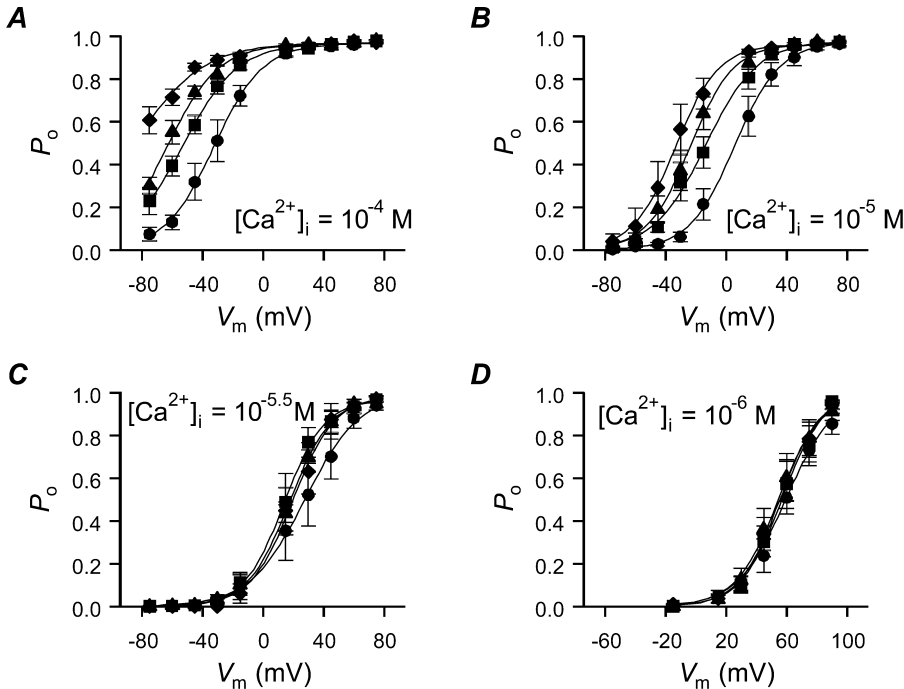 A
B
1.0
0.8
0.6
0.4
0.2
0.0
Po
[Ca2+]i = 10-4 M
-80 -40 0 40 80
Vm (mV)
1.0
0.8
0.6
0.4
0.2
0.0
Po
[Ca2+]i = 10-5 M
-80 -40 0 40 80
Vm (mV)
C
D
1.0
0.8
0.6
0.4
0.2
0.0
Po
[Ca2+]i = 10-5.5 M
-80 -40 0 40 80
Vm (mV)
1.0
0.8
0.6
0.4
0.2
0.0
Po
[Ca2+]i = 10-6 M
-60 -20 20 60 100
Vm (mV)